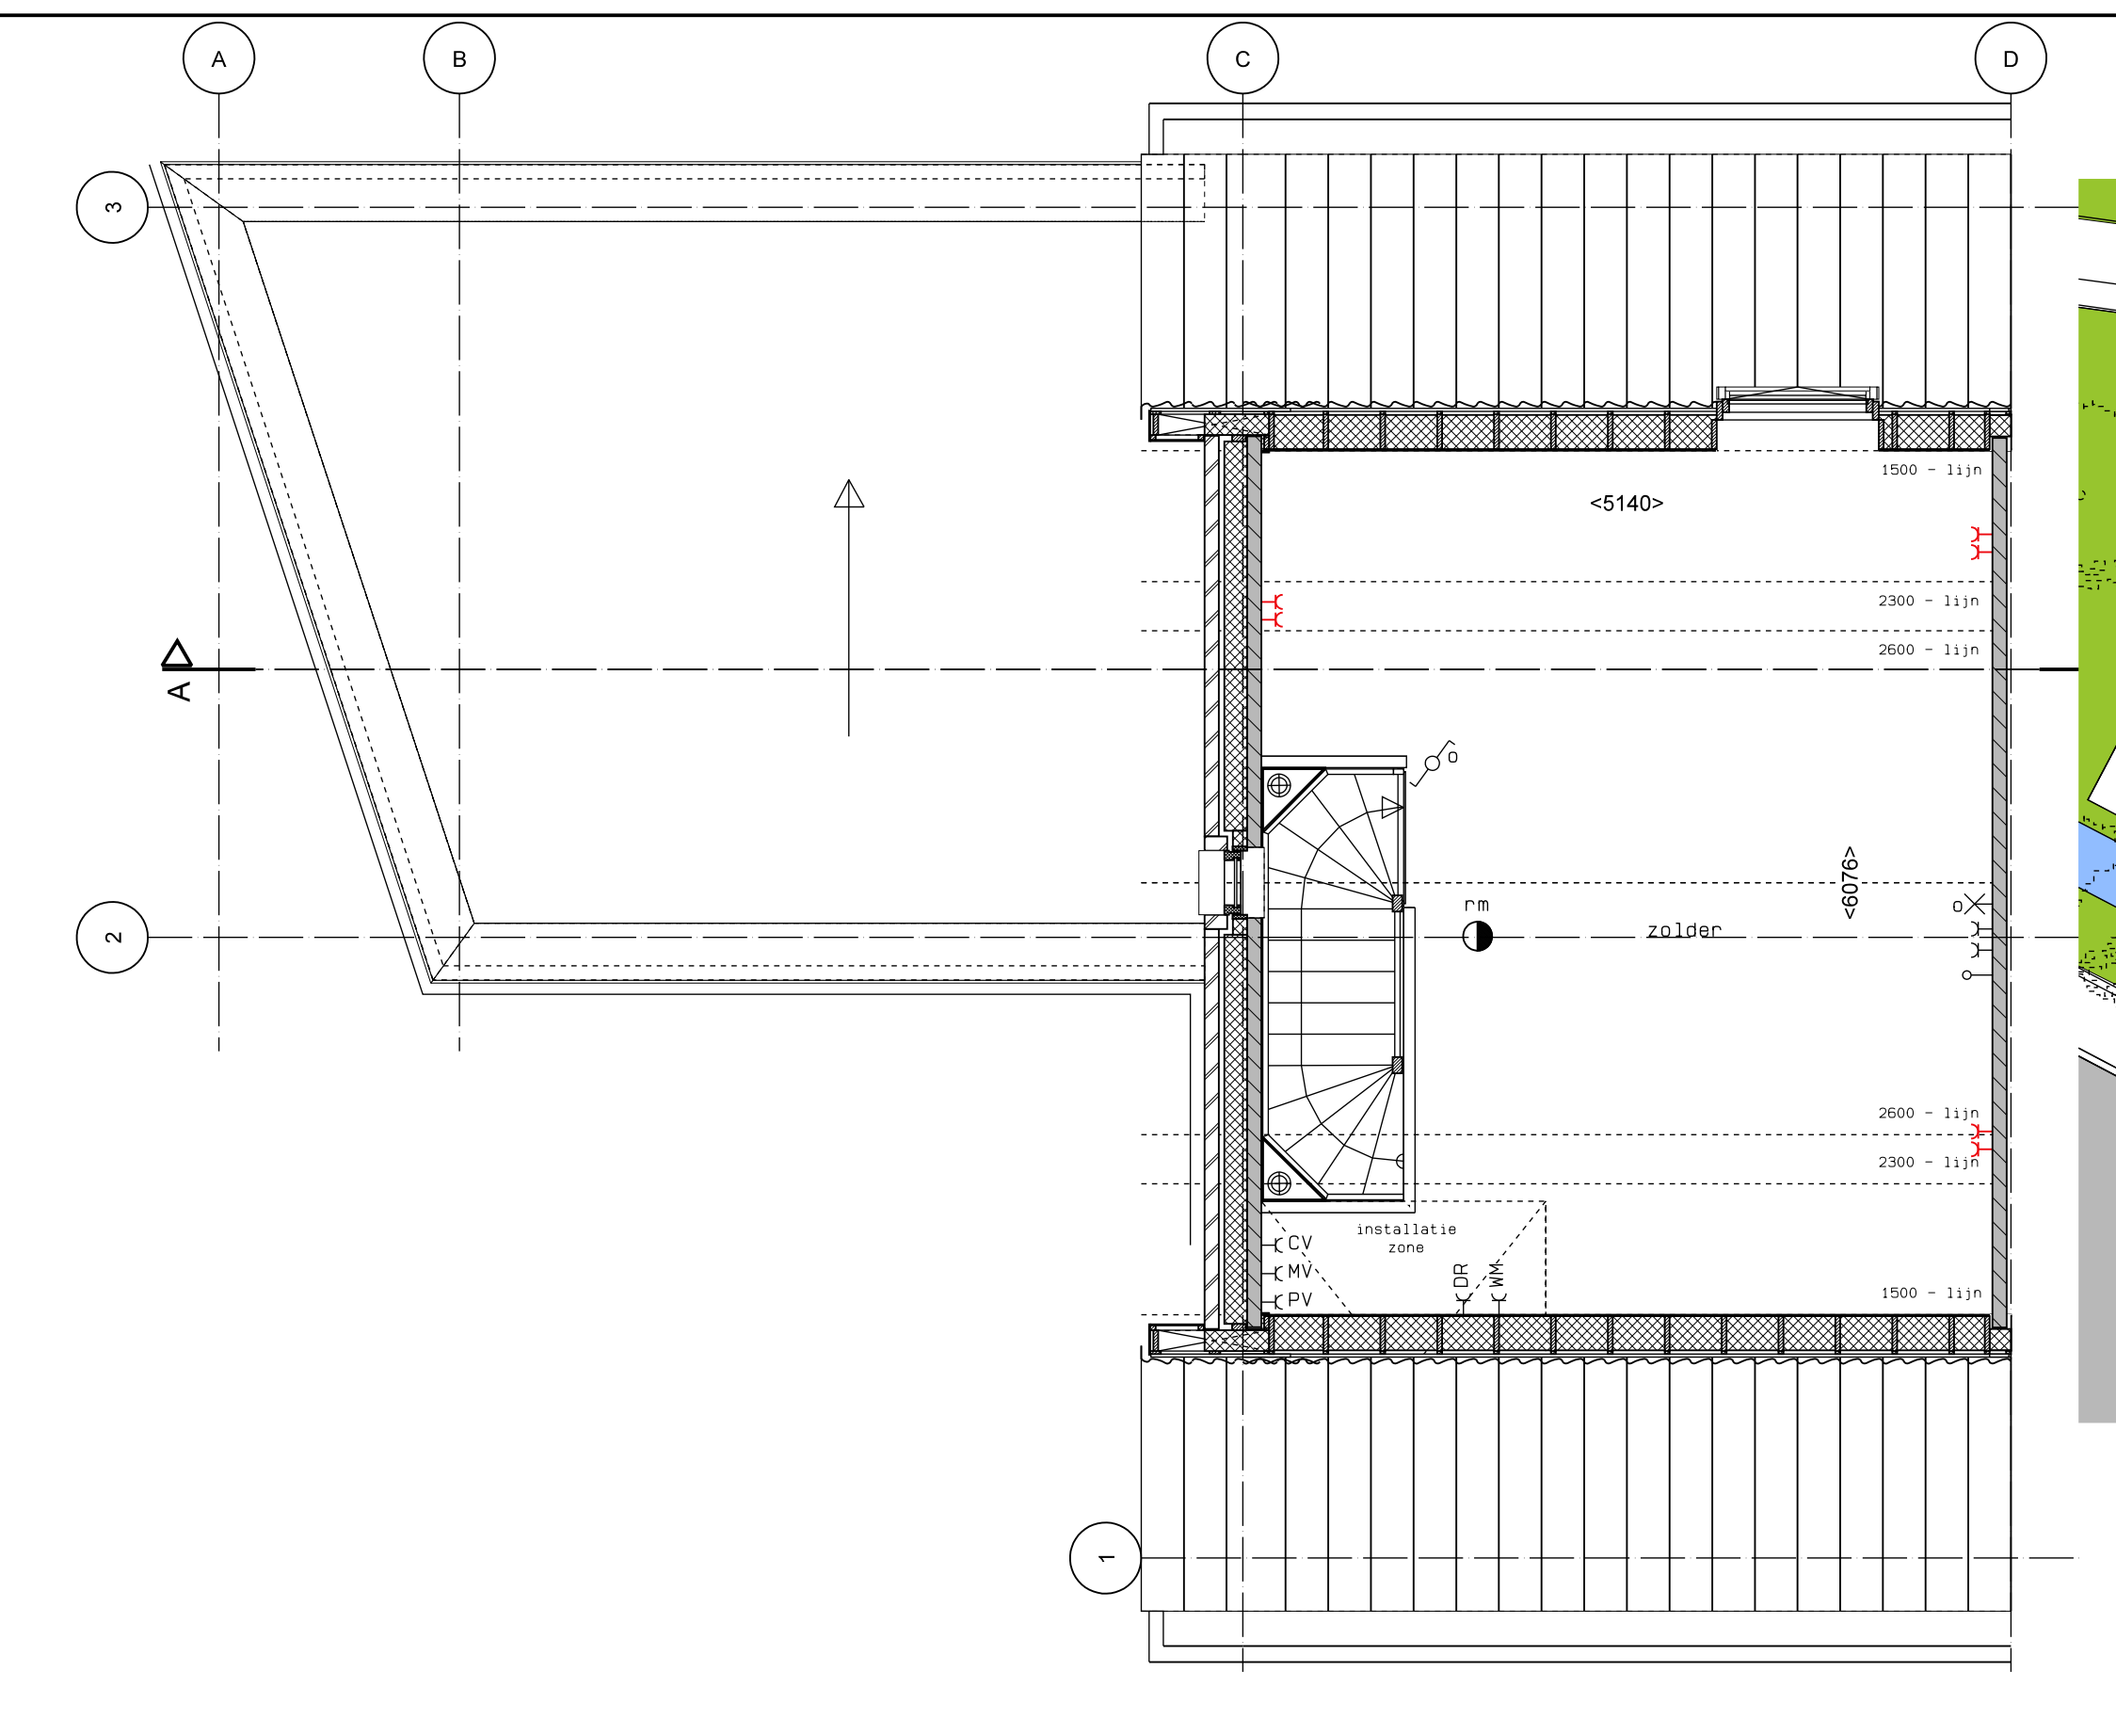 A B C D
3
1500 - lijn
<5140>
2300 - lijn
2600 - lijn
A
o
<6076>
rm
o
zolder
2
2600 - lijn
2300 - lijn
installatie
zone
CV
MV
DR
WM
PV
1500 - lijn
1